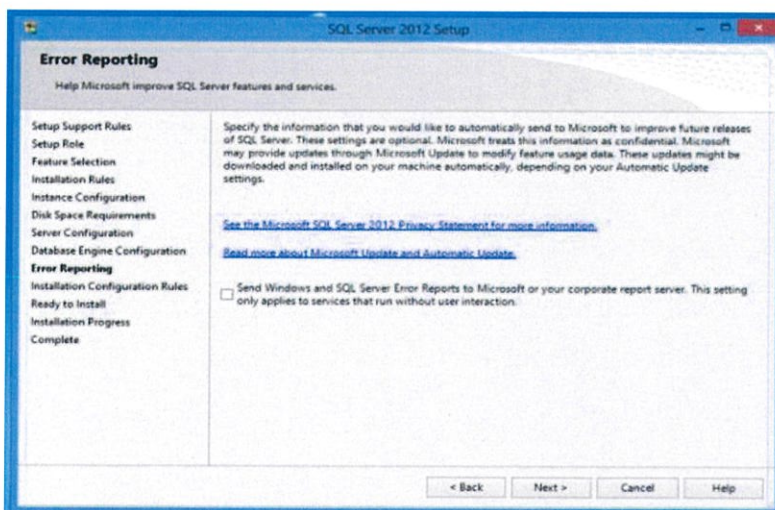 SQL Server 2012 Setup
Error Reporting
Help Microsoft improve SQL Server features and services.
Setup Support Rules
Setup Role
Feature Selection
Installation Rules
Instance Configuration
Disk Space Requirements
Server Configuration
Database Engine Configuration
Error Reporting
Installation Configuration Rules
Ready to Install
Installation Progress
Complete
Specify the information that you would like to automatically send to Microsoft to improve future releases
of SQL Server. These settings are optional. Microsoft treats this information as confidential. Microsoft
may provide updates through Microsoft Update to modify feature usage data. These updates might be
downloaded and installed on your machine automatically, depending on your Automatic Update
settings.
See the Microsoft SQL Server 2012 Privacy Statement for more information.
Read more about Microsoft Update and Automatic Update.
Send Windows and SQL Server Error Reports to Microsoft or your corporate report server. This setting
only applies to services that run without user interaction.
< Back
Next >
Cancel
Help